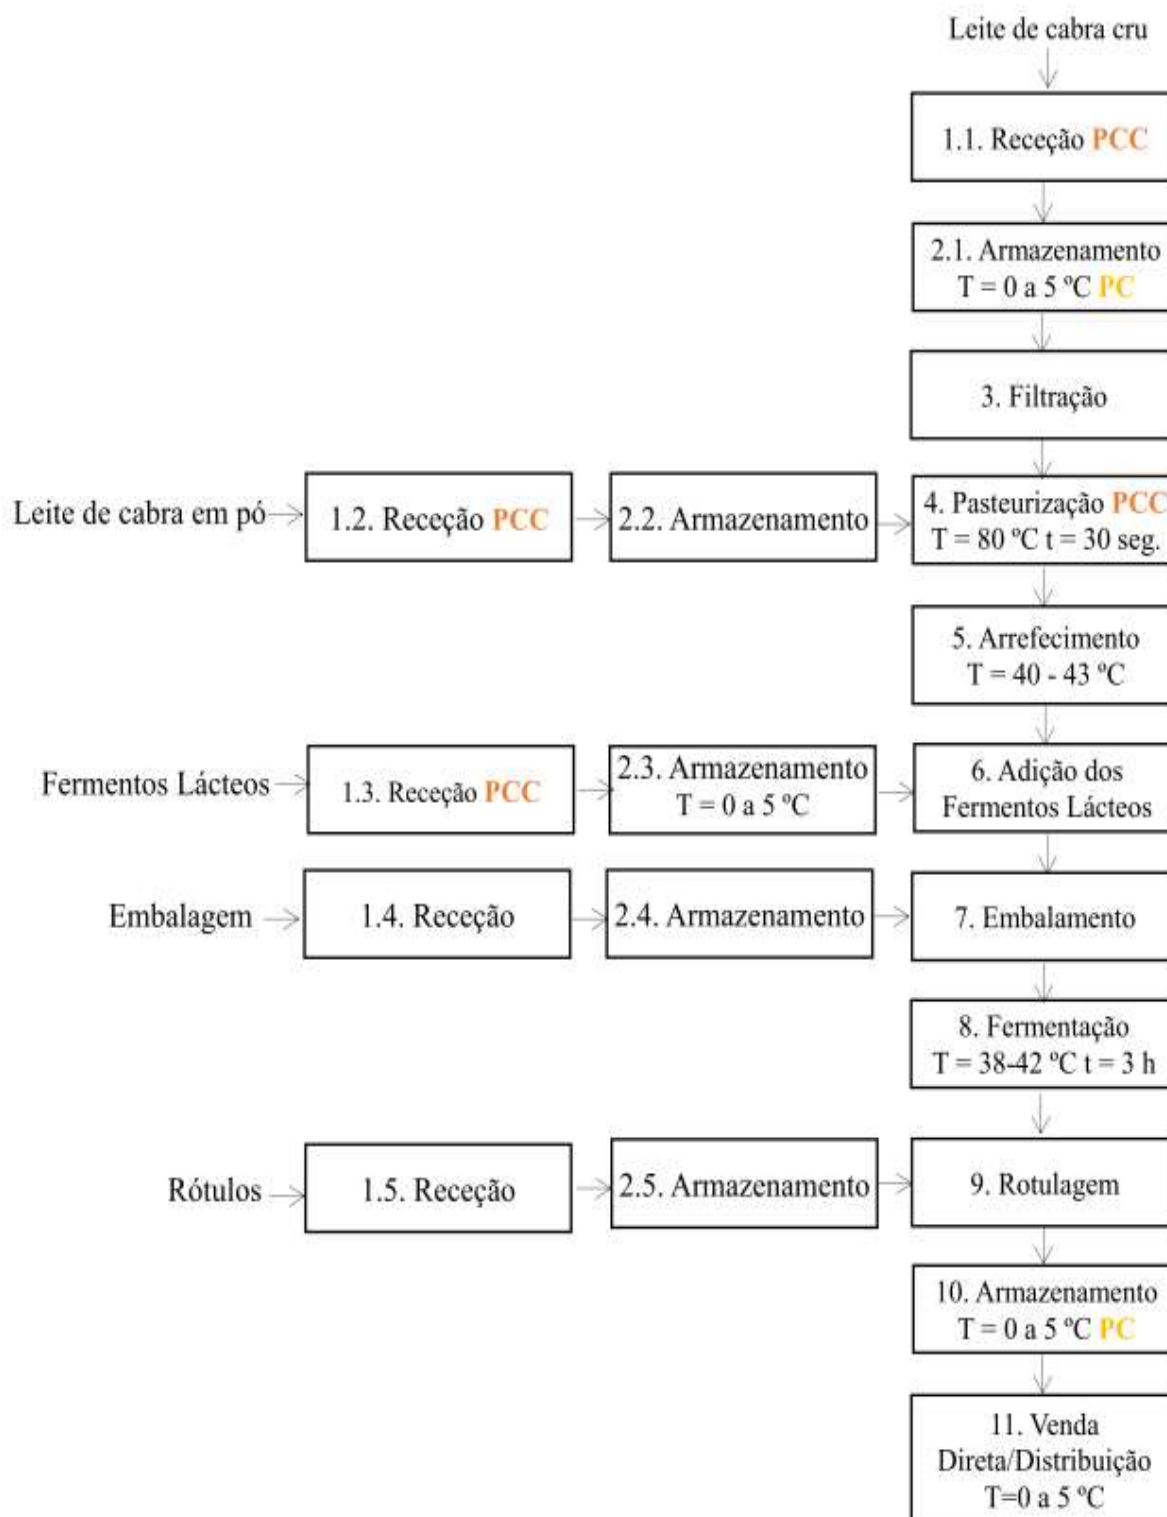 Leite de cabra cru
1.1. Receção PCC
2.1. Armazenamento
T = 0 a 5 ºC PC
3. Filtração
Leite de cabra em pó
1.2. Receção PCC
2.2. Armazenamento
4. Pasteurização PCC
T = 80 ºC t = 30 seg.
5. Arrefecimento
T = 40 - 43 ºC
Fermentos Lácteos
1.3. Receção PCC
2.3. Armazenamento
T = 0 a 5 ºC
6. Adição dos
Fermentos Lácteos
Embalagem
1.4. Receção
2.4. Armazenamento
7. Embalamento
8. Fermentação
T = 38-42 ºC t = 3 h
Rótulos
1.5. Receção
2.5. Armazenamento
9. Rotulagem
10. Armazenamento
T = 0 a 5 ºC PC
11. Venda
Direta/Distribuição
T=0 a 5 ºC